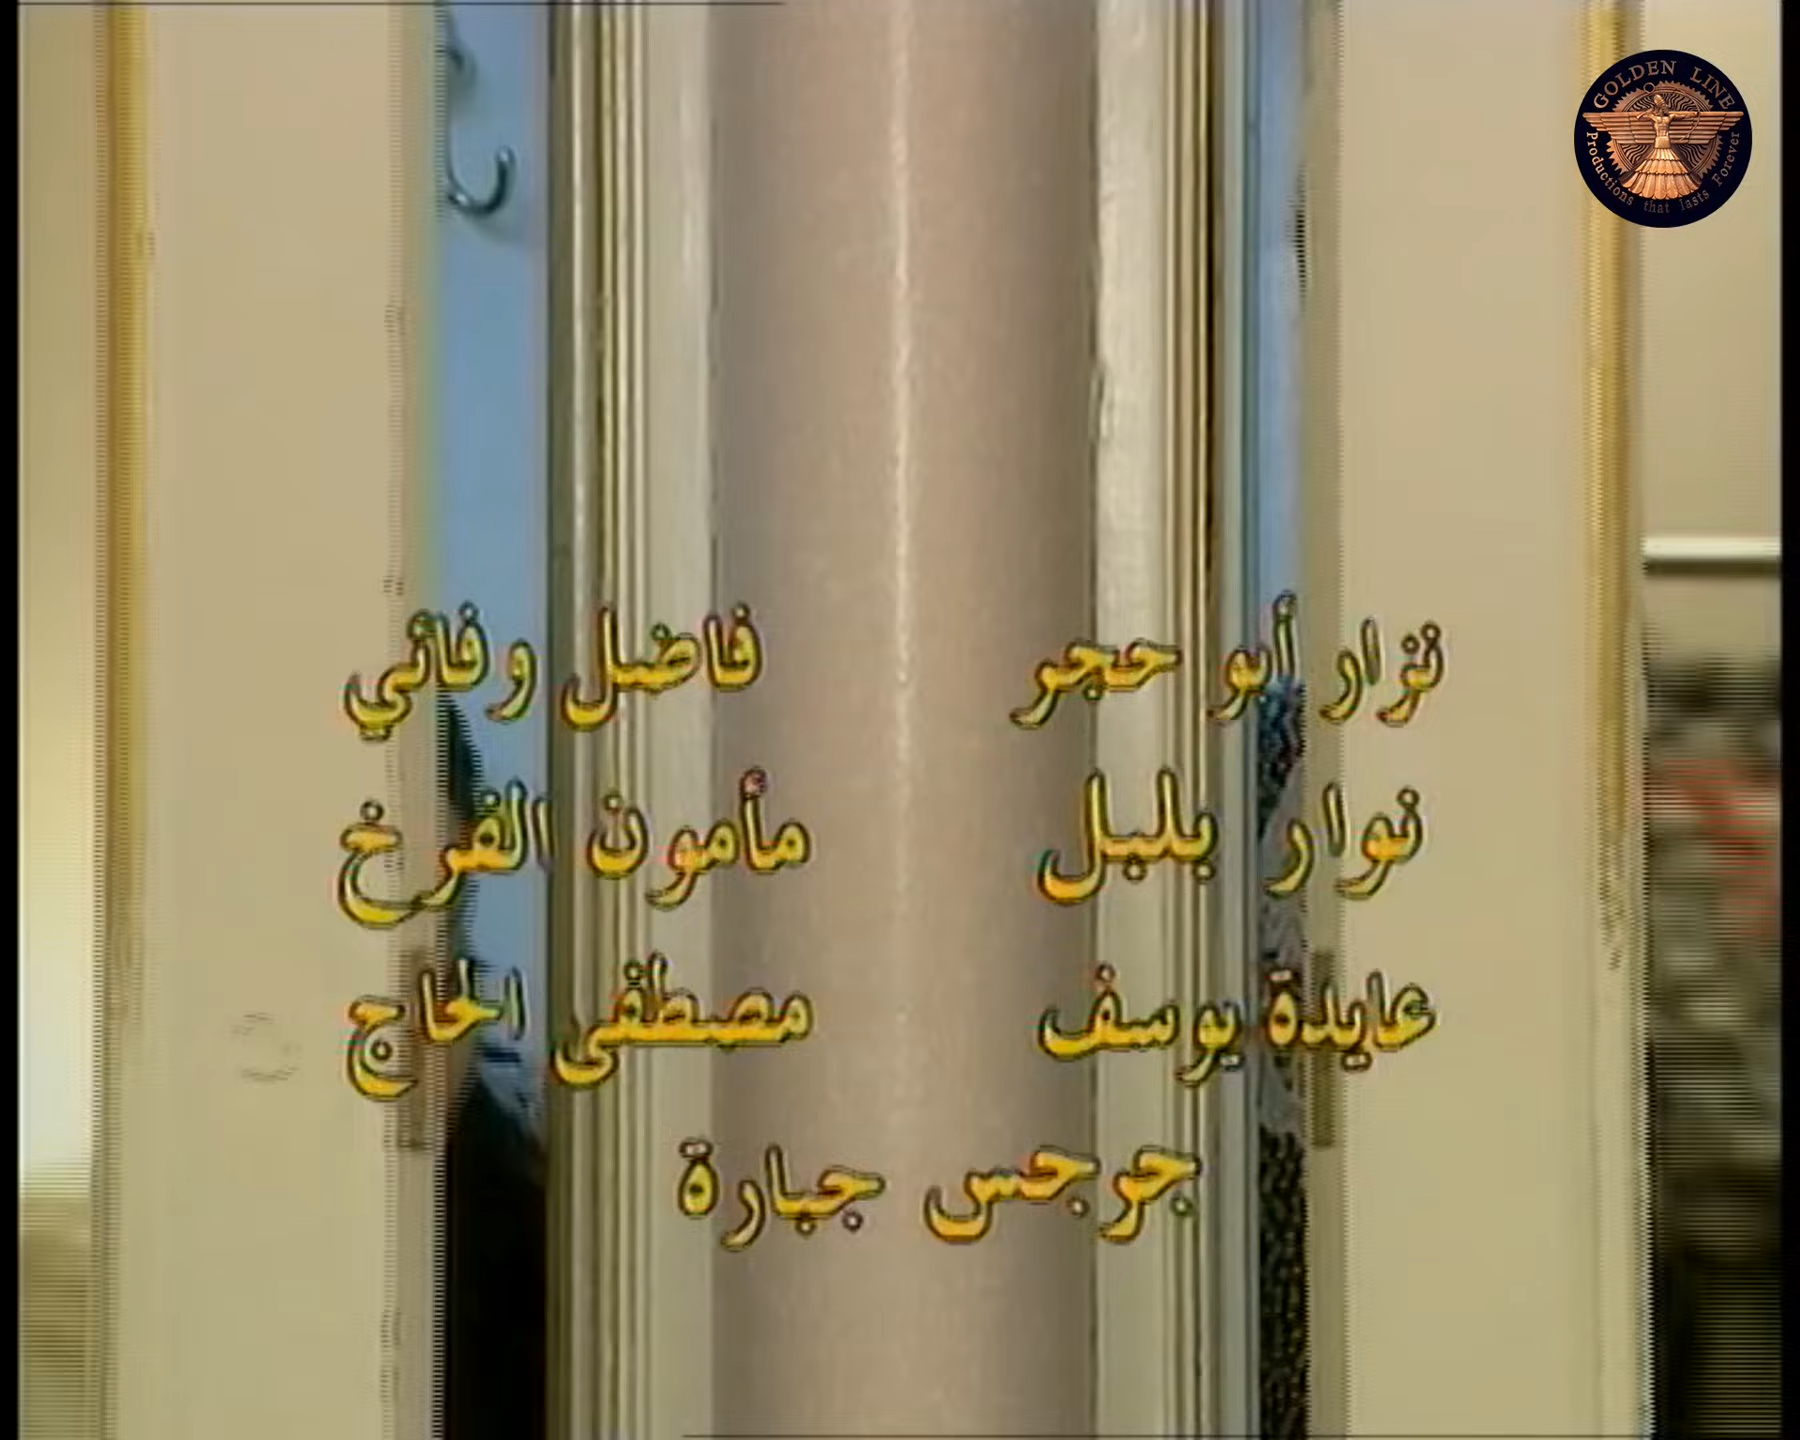 GOLDEN LINE
Productions that lasts Forever
نزار أبو حجر فاضل وفائي
نوار بلبل مأمون الفرخ
عايدة يوسف مصطفى الحاج
جرجس جبارة